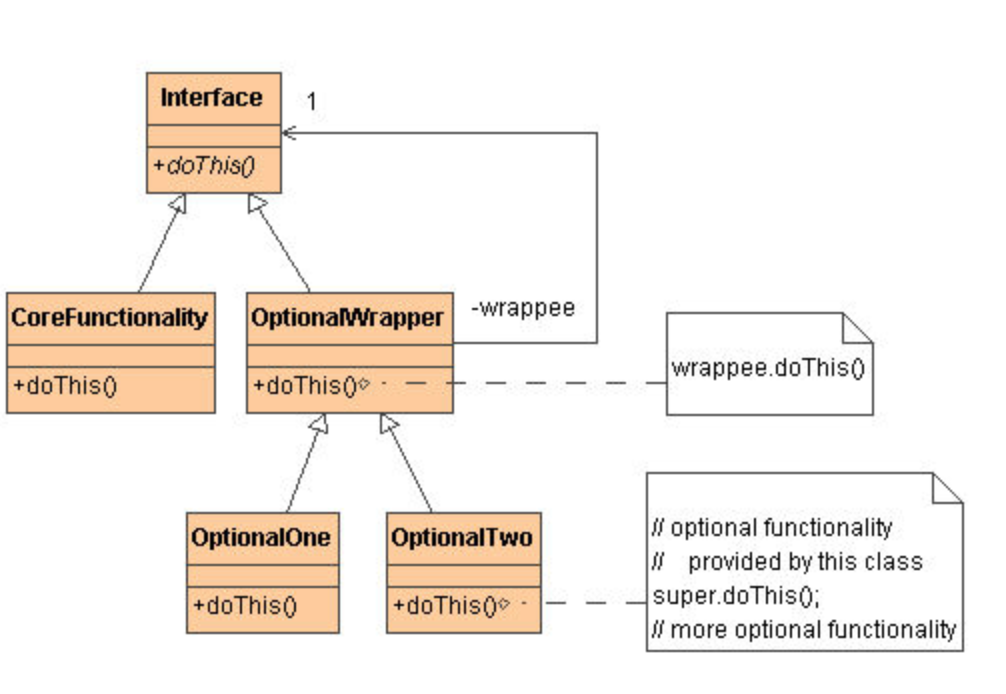 Interface
1
+doThis()
CoreFunctionality
+doThis()
OptionalWrapper
+doThis()
-wrappee
wrappee.doThis()
OptionalOne
+doThis()
OptionalTwo
+doThis()
// optional functionality
//    provided by this class
super.doThis();
// more optional functionality